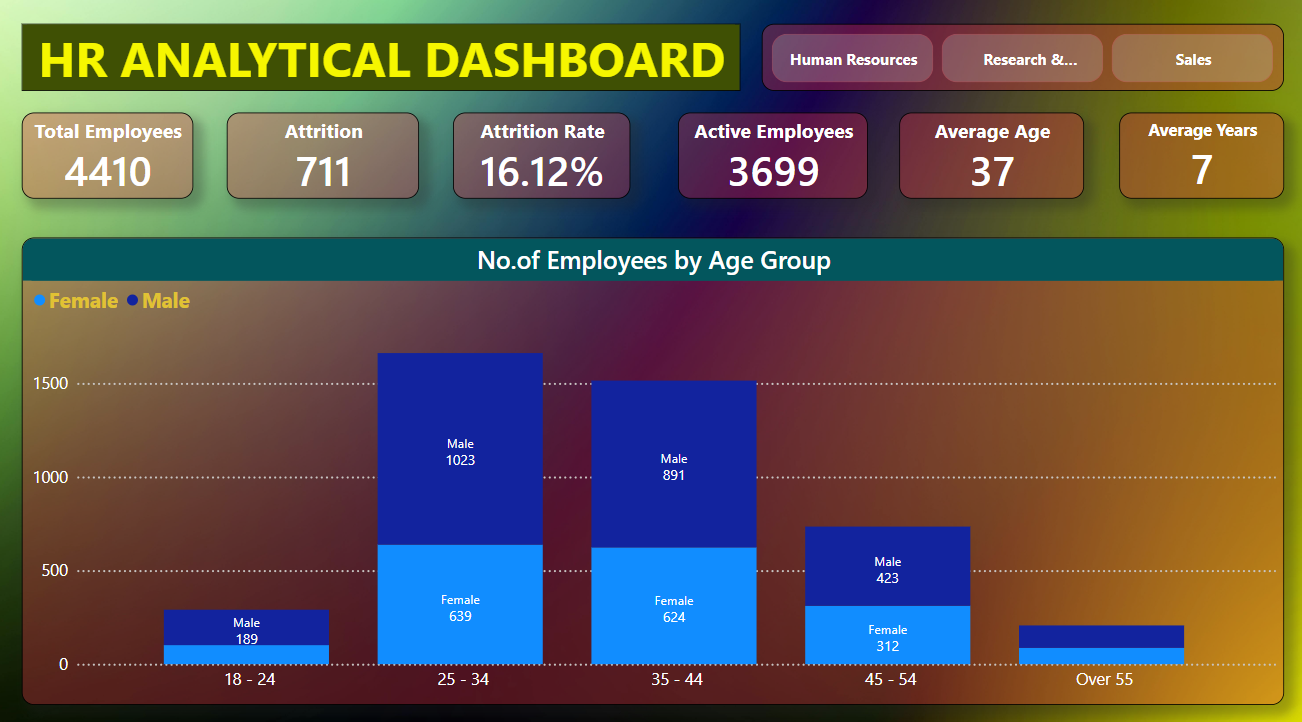 HR ANALYTICAL DASHBOARD
Human Resources
Research &...
Sales
Total Employees
4410
Attrition
711
Attrition Rate
16.12%
Active Employees
3699
Average Age
37
Average Years
7
No.of Employees by Age Group
Female
Male
1500
1000
500
0
Male
189
Male
1023
Female
639
Male
891
Female
624
Male
423
Female
312
18 - 24
25 - 34
35 - 44
45 - 54
Over 55